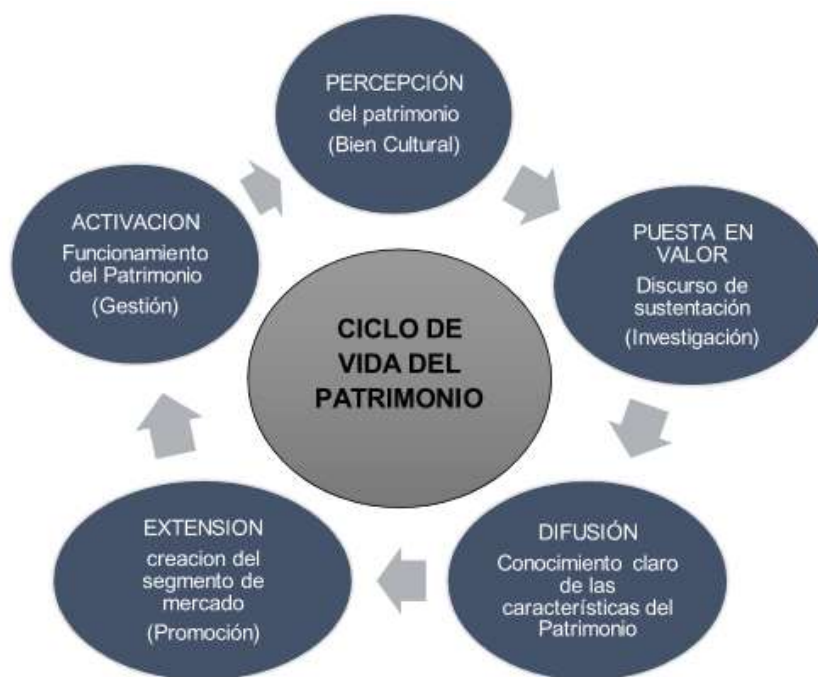 PERCEPCIÓN
del patrimonio
(Bien Cultural)
PUESTA EN
VALOR
Discurso de
sustentación
(Investigación)
DIFUSIÓN
Conocimiento claro
de las
características del
Patrimonio
EXTENSION
creacion del
segmento de
mercado
(Promoción)
ACTIVACION
Funcionamiento
del Patrimonio
(Gestión)
CICLO DE
VIDA DEL
PATRIMONIO